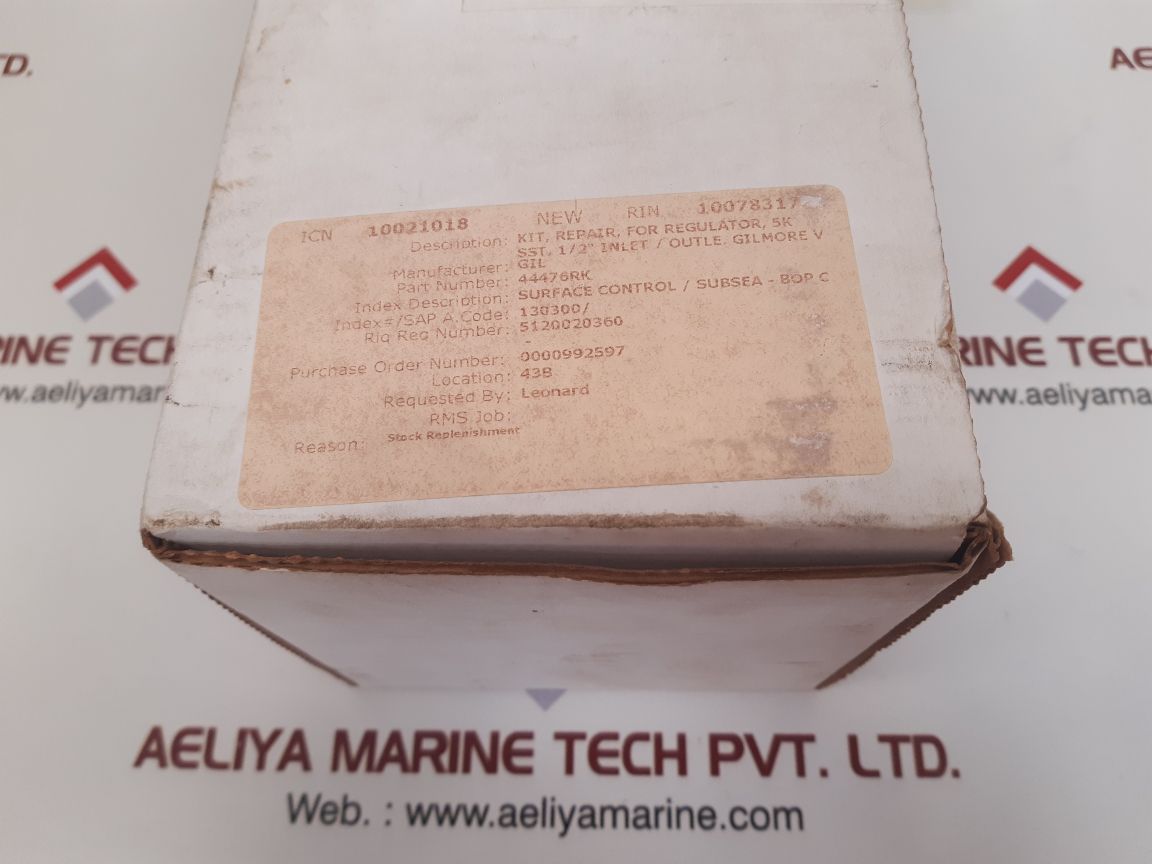 TD.
AE
ICN 10021018 NEW RIN 10078317
Description: KIT, REPAIR, FOR REGULATOR, 5K
SST, 1/2" INLET / OUTLE, GILMORE V
Manufacturer: GIL
Part Number: 44476RK
Index Description: SURFACE CONTROL / SUBSEA - BOP C
Index#/SAP A.Code: 130300/
Rig Req Number: 5120020360
-
Purchase Order Number: 0000992597
Location: 438
Requested By: Leonard
RMS Job:
Reason: Stock Replenishment
INE TECH
RINE TECH
ww.aeliyamar
www.aeliyama
AELIYA MARINE TECH PVT. LTD.
Web. : www.aeliyamarine.com